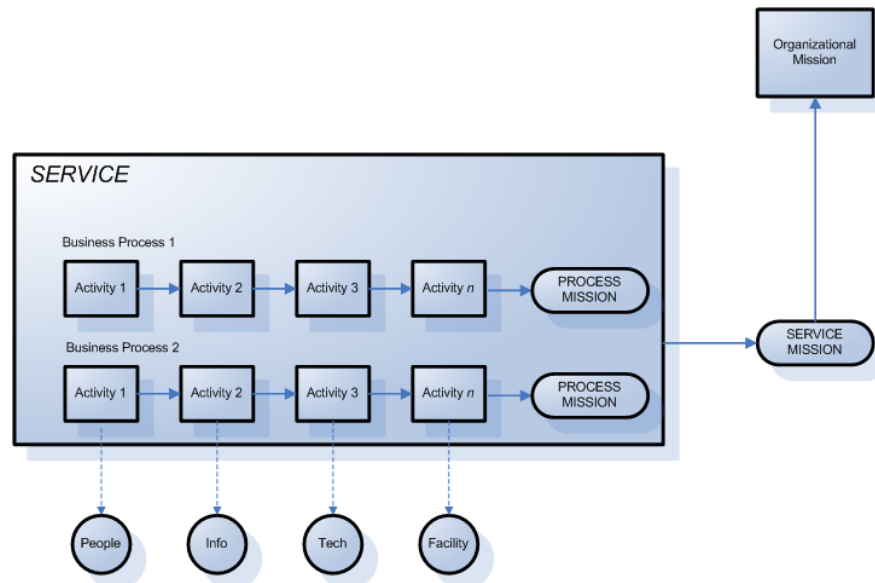 Organizational
Mission
SERVICE
Business Process 1
Activity 1
Activity 2
Activity 3
Activity n
PROCESS
MISSION
Business Process 2
Activity 1
Activity 2
Activity 3
Activity n
PROCESS
MISSION
SERVICE
MISSION
People
Info
Tech
Facility